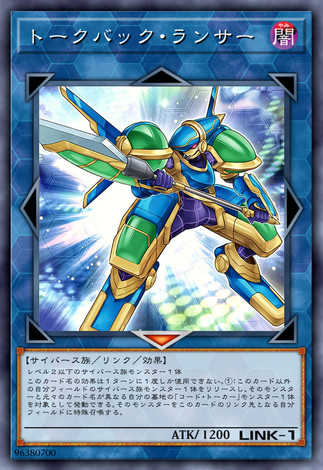 トークバック・ランサー
闇
やみ
【サイバース族／リンク／効果】
レベル２以下のサイバース族モンスター１体
このカード名の効果は１ターンに１度しか使用できない。①：このカード以外
の自分フィールドのサイバース族モンスター１体をリリースし、そのモンスター
と元々のカード名が異なる自分の墓地の「コード・トーカー」モンスター１体
を対象として発動できる。そのモンスターをこのカードのリンク先となる自分
フィールドに特殊召喚する。
ATK/1200 LINK-1
96380700